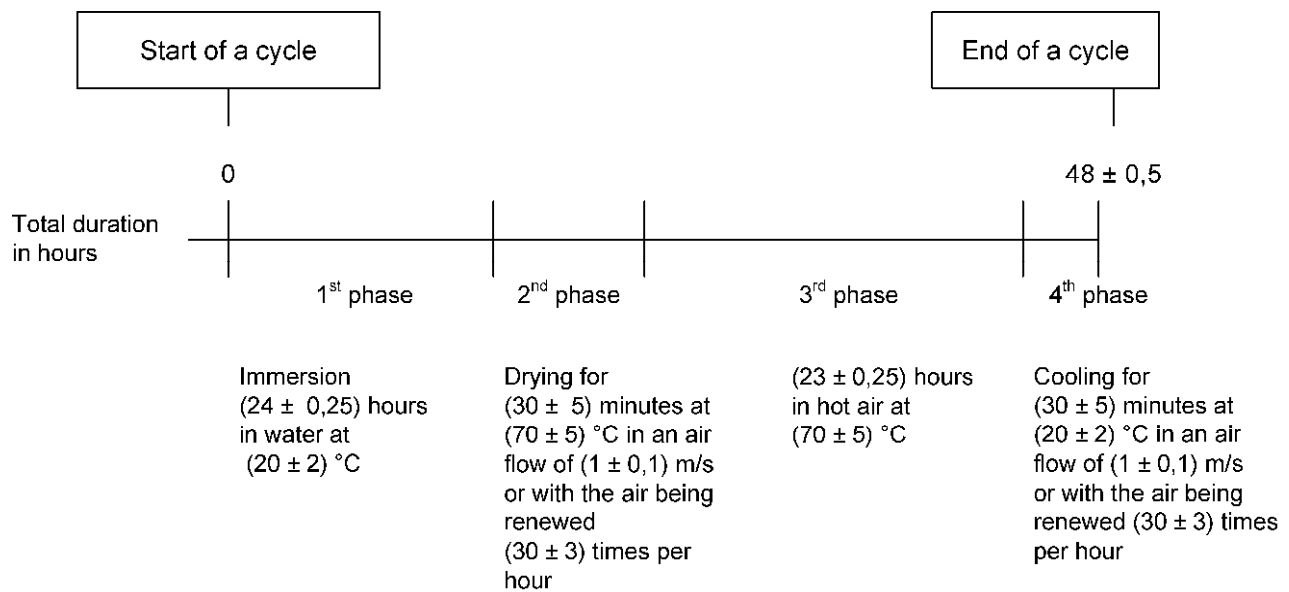 Start of a cycle
End of a cycle
0
48 ± 0,5
Total duration
in hours
1st phase
2nd phase
3rd phase
4th phase
Immersion
(24 ± 0,25) hours
in water at
(20 ± 2) °C
Drying for
(30 ± 5) minutes at
(70 ± 5) °C in an air
flow of (1 ± 0,1) m/s
or with the air being
renewed
(30 ± 3) times per
hour
(23 ± 0,25) hours
in hot air at
(70 ± 5) °C
Cooling for
(30 ± 5) minutes at
(20 ± 2) °C in an air
flow of (1 ± 0,1) m/s
or with the air being
renewed (30 ± 3) times
per hour